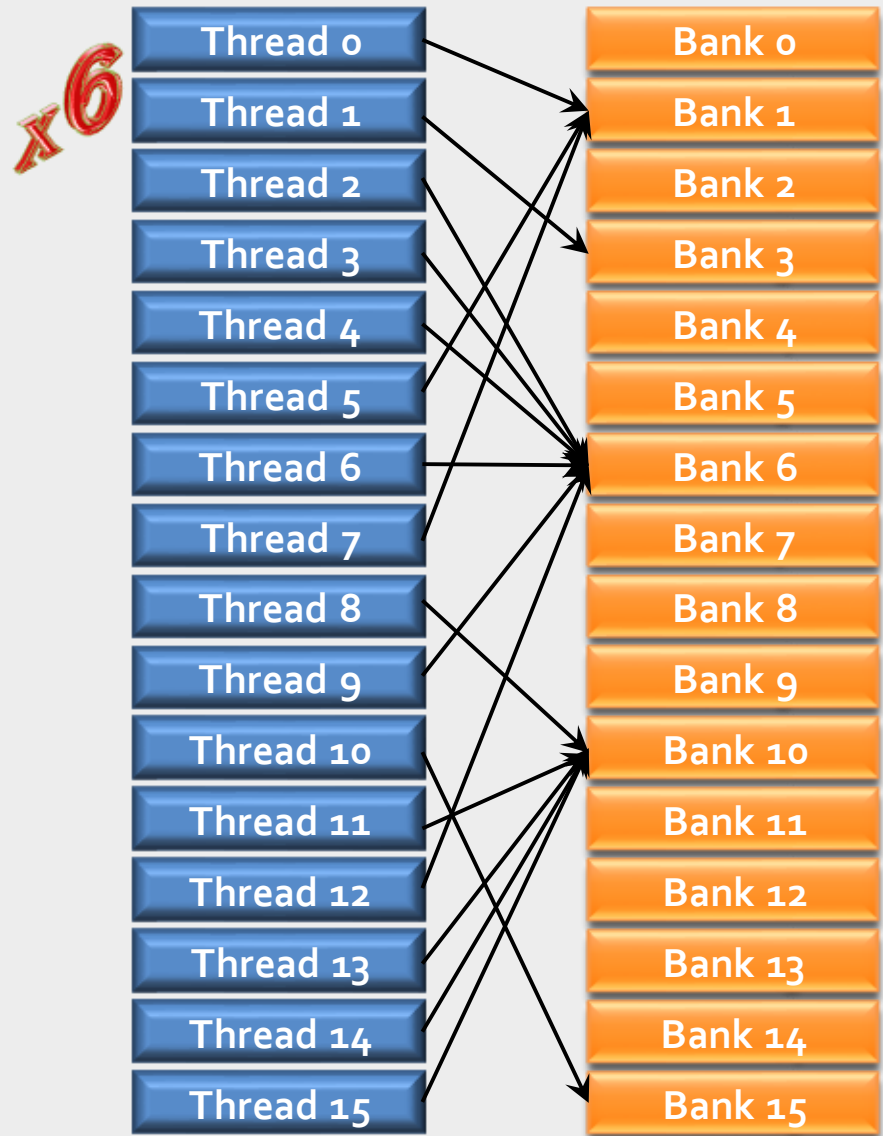 x6
Thread 0
Bank 0
Thread 1
Bank 1
Thread 2
Bank 2
Thread 3
Bank 3
Thread 4
Bank 4
Thread 5
Bank 5
Thread 6
Bank 6
Thread 7
Bank 7
Thread 8
Bank 8
Thread 9
Bank 9
Thread 10
Bank 10
Thread 11
Bank 11
Thread 12
Bank 12
Thread 13
Bank 13
Thread 14
Bank 14
Thread 15
Bank 15